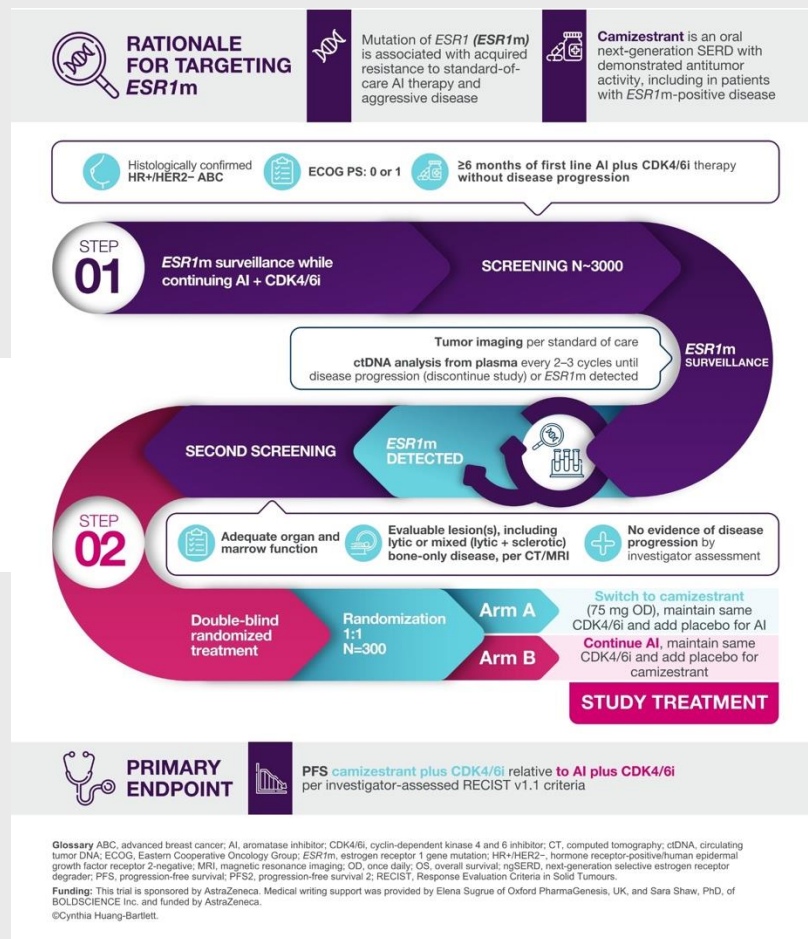 RATIONALE
FOR TARGETING
ESR1m
Mutation of ESR1 (ESR1m)
is associated with acquired
resistance to standard-of-
care AI therapy and
aggressive disease
Camizestrant is an oral
next-generation SERD with
demonstrated antitumor
activity, including in patients
with ESR1m-positive disease
Histologically confirmed
HR+/HER2− ABC
ECOG PS: 0 or 1
≥6 months of first line AI plus CDK4/6i therapy
without disease progression
STEP
01
ESR1m surveillance while
continuing AI + CDK4/6i
SCREENING N~3000
ESR1m
SURVEILLANCE
Tumor imaging per standard of care
ctDNA analysis from plasma every 2–3 cycles until
disease progression (discontinue study) or ESR1m detected
ESR1m
DETECTED
SECOND SCREENING
STEP
02
Adequate organ and
marrow function
Evaluable lesion(s), including
lytic or mixed (lytic + sclerotic)
bone-only disease, per CT/MRI
No evidence of disease
progression by
investigator assessment
Double-blind
randomized
treatment
Randomization
1:1
N=300
Arm A
Switch to camizestrant
(75 mg OD), maintain same
CDK4/6i and add placebo for AI
Arm B
Continue AI, maintain same
CDK4/6i and add placebo for
camizestrant
STUDY TREATMENT
PRIMARY
ENDPOINT
PFS camizestrant plus CDK4/6i relative to AI plus CDK4/6i
per investigator-assessed RECIST v1.1 criteria
Glossary ABC, advanced breast cancer; AI, aromatase inhibitor; CDK4/6i, cyclin-dependent kinase 4 and 6 inhibitor; CT, computed tomography; ctDNA, circulating
tumor DNA; ECOG, Eastern Cooperative Oncology Group; ESR1m, estrogen receptor 1 gene mutation; HR+/HER2−, hormone receptor-positive/human epidermal
growth factor receptor 2-negative; MRI, magnetic resonance imaging; OD, once daily; OS, overall survival; ngSERD, next-generation selective estrogen receptor
degrader; PFS, progression-free survival; PFS2, progression-free survival 2; RECIST, Response Evaluation Criteria in Solid Tumours.
Funding: This trial is sponsored by AstraZeneca. Medical writing support was provided by Elena Sugrue of Oxford PharmaGenesis, UK, and Sara Shaw, PhD, of
BOLDSCIENCE Inc. and funded by AstraZeneca.
©Cynthia Huang-Bartlett.